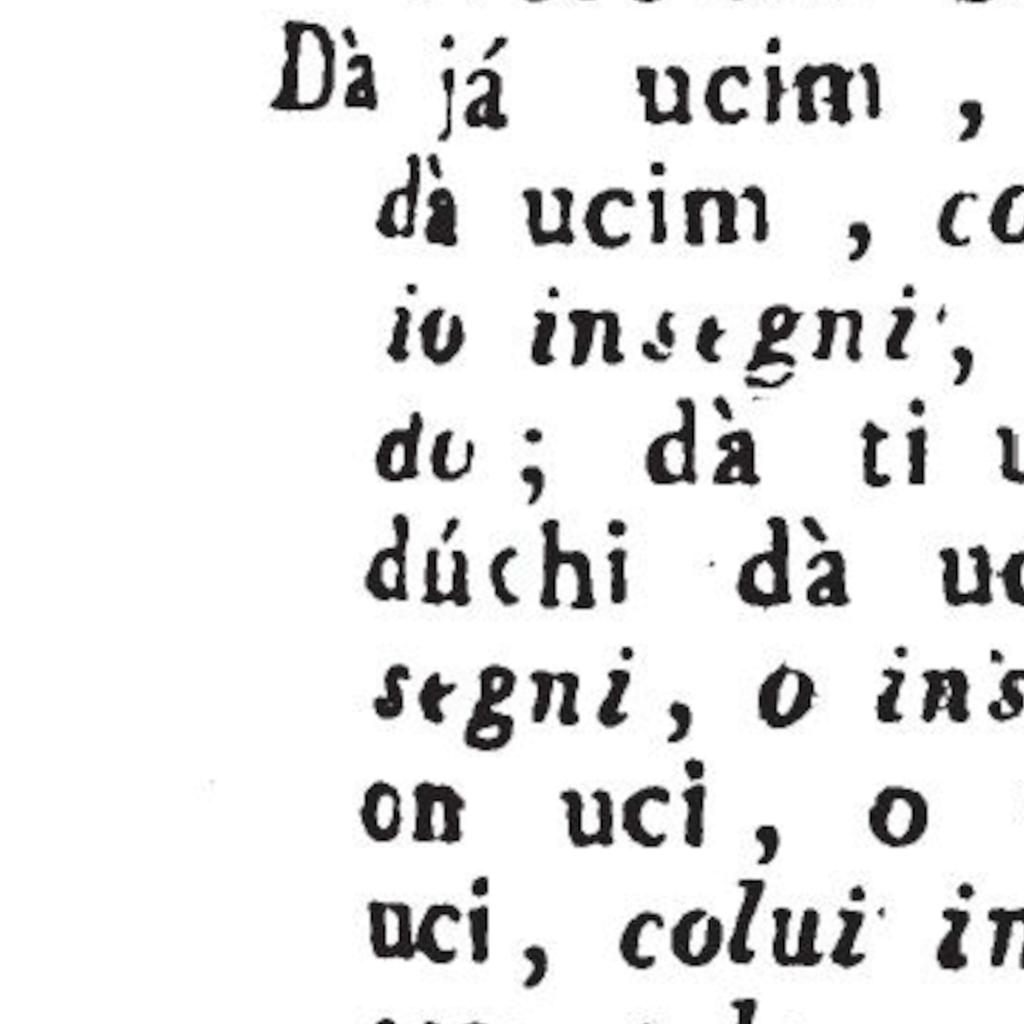 Dà já ucim ,
dà ucim , co
io insegni ,
do ; dà ti u
dúchi dà uc
segni , o ins
on uci , o
uci , colui in